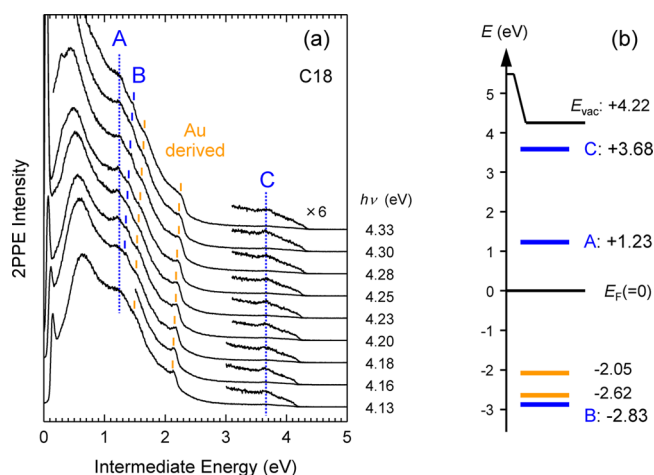 (a)
A
B
C18
Au
derived
C
×6
hν (eV)
4.33
4.30
4.28
4.25
4.23
4.20
4.18
4.16
4.13
2PPE Intensity
0 1 2 3 4 5
Intermediate Energy (eV)
E (eV)
(b)
5
4
3
2
1
0
-1
-2
-3
Evac: +4.22
C: +3.68
A: +1.23
EF(=0)
-2.05
-2.62
B: -2.83